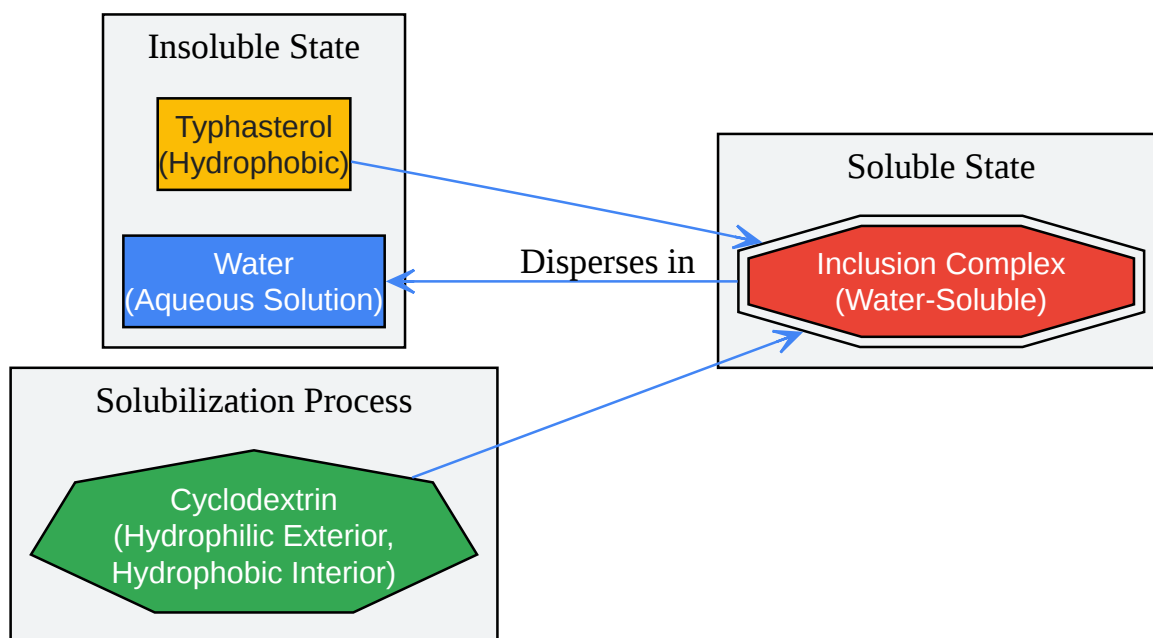 Insoluble State
Typhasterol
(Hydrophobic)
Water
(Aqueous Solution)
Disperses in
Soluble State
Inclusion Complex
(Water-Soluble)
Solubilization Process
Cyclodextrin
(Hydrophilic Exterior,
Hydrophobic Interior)